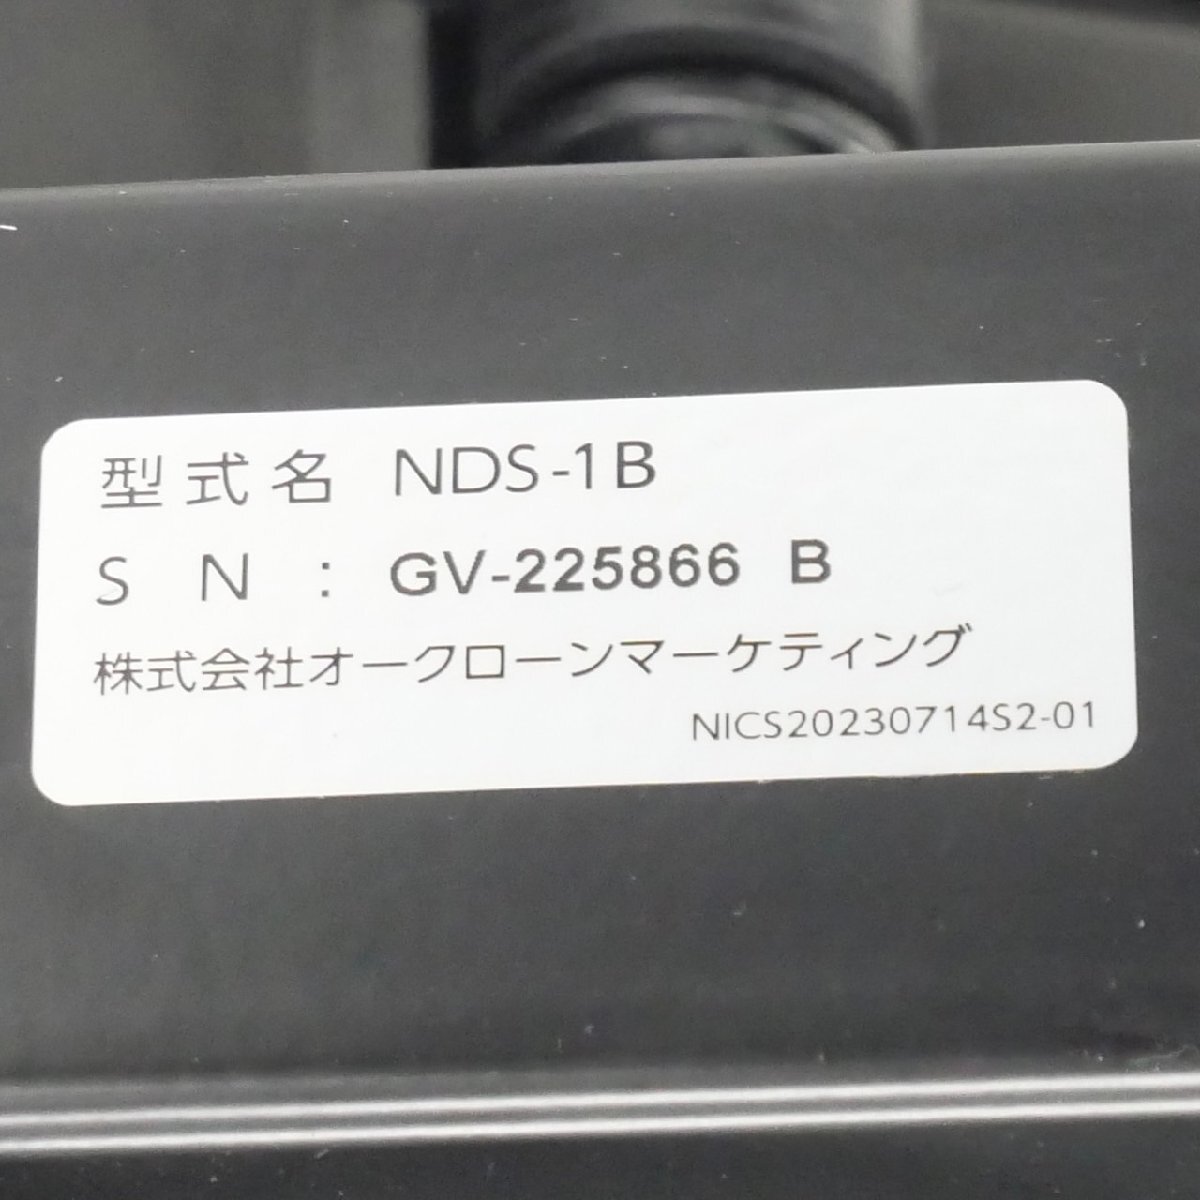 型式名 NDS-1B
SN: GV-225866 B
株式会社オークローンマーケティング
NICS20230714S2-01